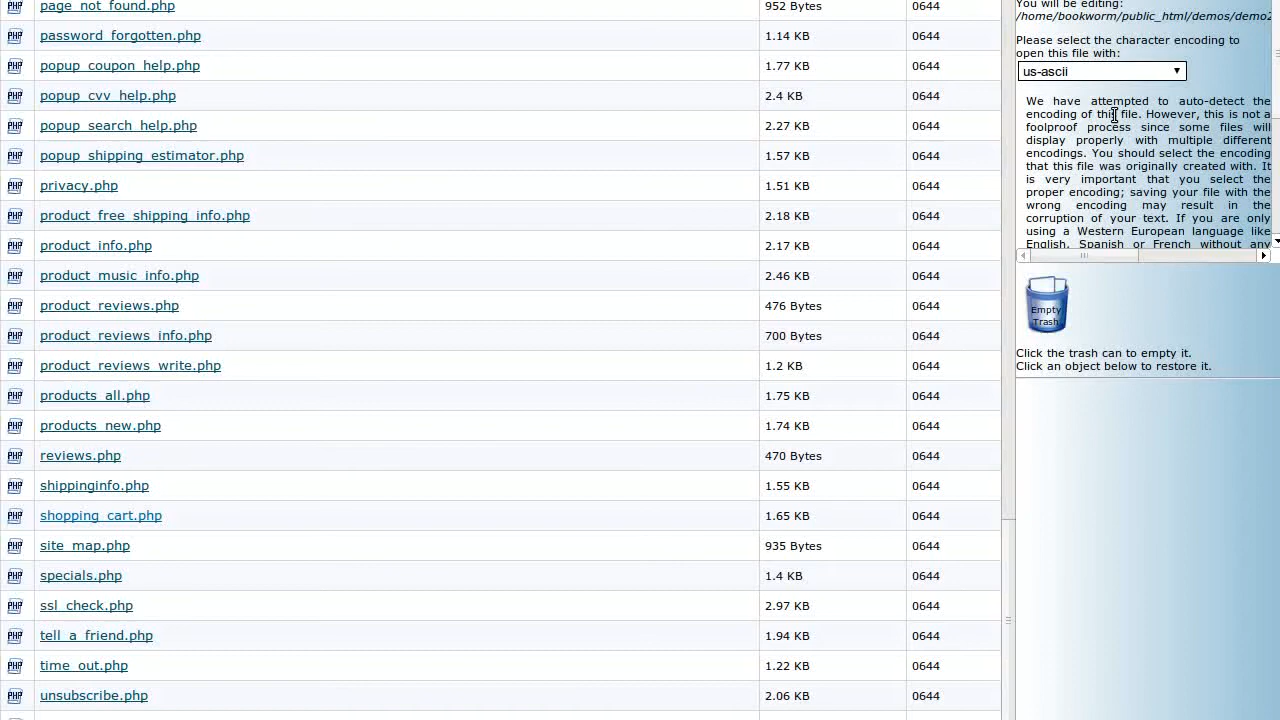 page_not_found.php 952 Bytes 0644
password_forgotten.php 1.14 KB 0644
popup_coupon_help.php 1.77 KB 0644
popup_cvv_help.php 2.4 KB 0644
popup_search_help.php 2.27 KB 0644
popup_shipping_estimator.php 1.57 KB 0644
privacy.php 1.51 KB 0644
product_free_shipping_info.php 2.18 KB 0644
product_info.php 2.17 KB 0644
product_music_info.php 2.46 KB 0644
product_reviews.php 476 Bytes 0644
product_reviews_info.php 700 Bytes 0644
product_reviews_write.php 1.2 KB 0644
products_all.php 1.75 KB 0644
products_new.php 1.74 KB 0644
reviews.php 470 Bytes 0644
shippinginfo.php 1.55 KB 0644
shopping_cart.php 1.65 KB 0644
site_map.php 935 Bytes 0644
specials.php 1.4 KB 0644
ssl_check.php 2.97 KB 0644
tell_a_friend.php 1.94 KB 0644
time_out.php 1.22 KB 0644
unsubscribe.php 2.06 KB 0644
You will be editing:
/home/bookworm/public_html/demos/demo2
Please select the character encoding to
open this file with:
us-ascii
We have attempted to auto-detect the
encoding of this file. However, this is not a
foolproof process since some files will
display properly with multiple different
encodings. You should select the encoding
that this file was originally created with. It
is very important that you select the
proper encoding; saving your file with the
wrong encoding may result in the
corruption of your text. If you are only
using a Western European language like
English, Spanish or French without any
Empty
Trash
Click the trash can to empty it.
Click an object below to restore it.